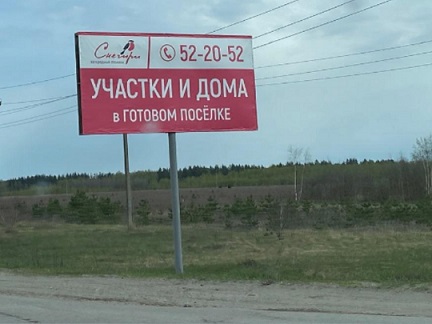 Снегири
52-20-52
УЧАСТКИ И ДОМА
В ГОТОВОМ ПОСЁЛКЕ